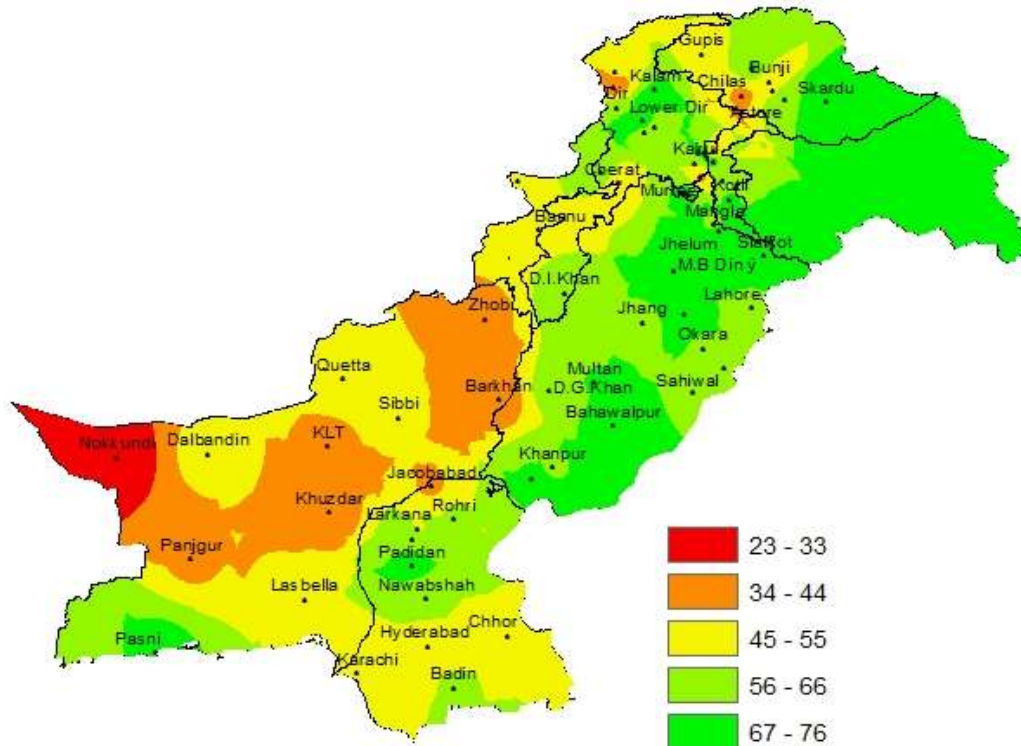 Gupis
Bunji
Kalam
Chilas
Skardu
Dir
Lower Dir
Astore
Cherat
Kotli
Murree
Mangla
Bannu
Jhelum
Sialkot
M.B Din ý
D.I.Khan
Lahore
Zhob
Jhang
Okara
Quetta
Multan
Sahiwal
Barkhan
D.G.Khan
Sibbi
Bahawalpur
KLT
Nokkundi
Dalbandin
Khanpur
Jacobabad
Khuzdar
Rohri
Larkana
Panjgur
Padidan
Lasbella
Nawabshah
Chhor
Pasni
Hyderabad
Karachi
Badin
23 - 33
34 - 44
45 - 55
56 - 66
67 - 76